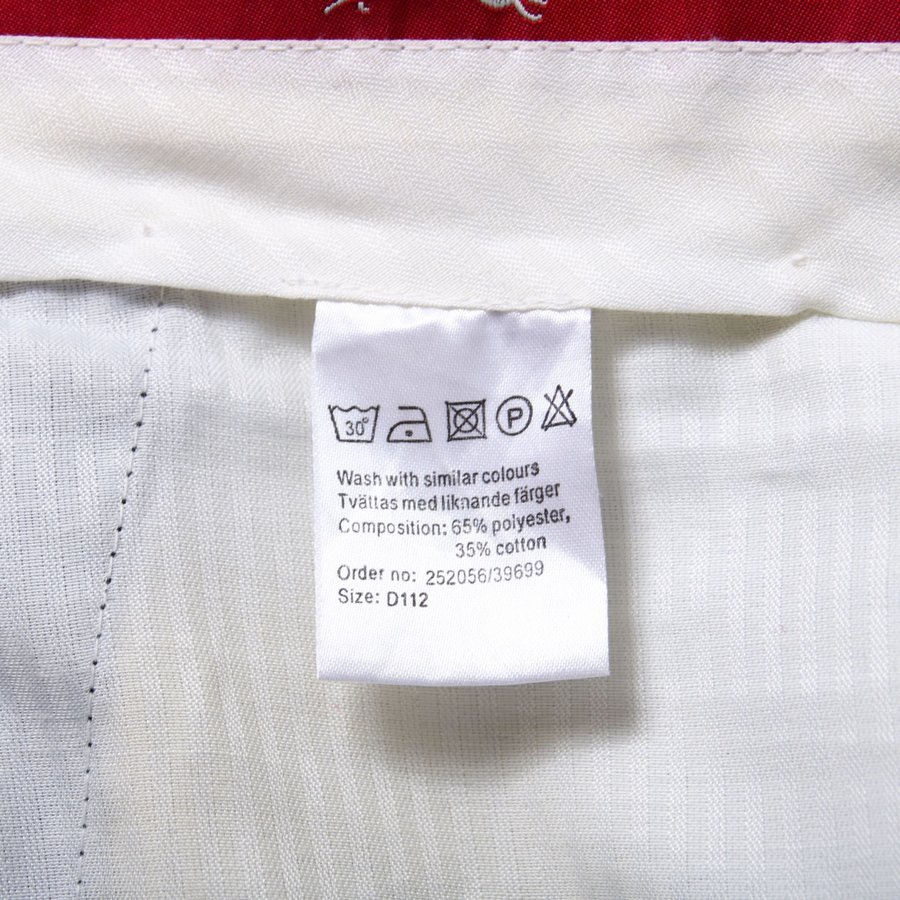 30°
P
Wash with similar colours
Tvättas med liknande färger
Composition: 65% polyester,
35% cotton
Order no: 252056/39699
Size: D112